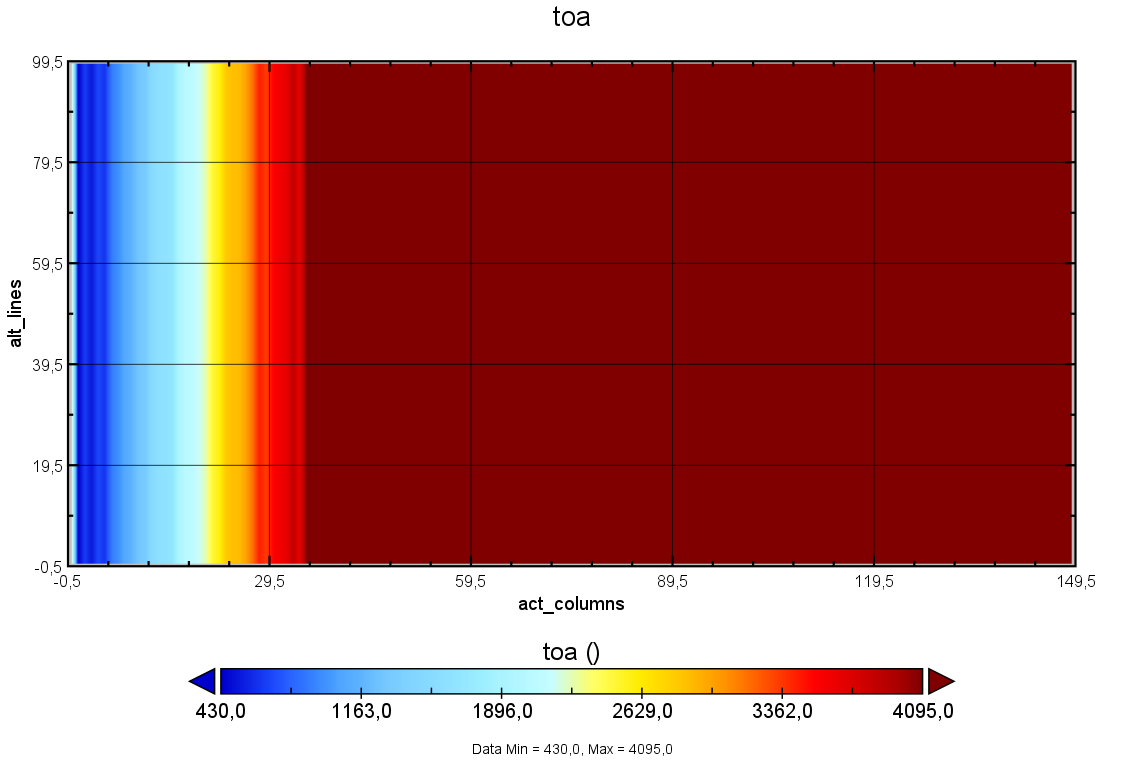 toa
99,5
79,5
59,5
39,5
19,5
-0,5
alt_lines
-0,5 29,5 59,5 89,5 119,5 149,5
act_columns
toa ()
430,0 1163,0 1896,0 2629,0 3362,0 4095,0
Data Min = 430,0, Max = 4095,0